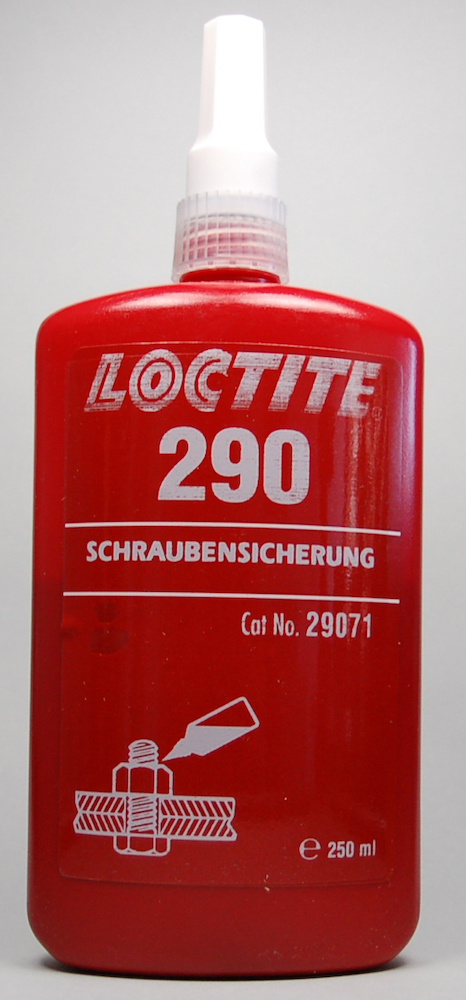 LOCTITE
290
SCHRAUBENSICHERUNG
Cat No. 29071
℮ 250 ml